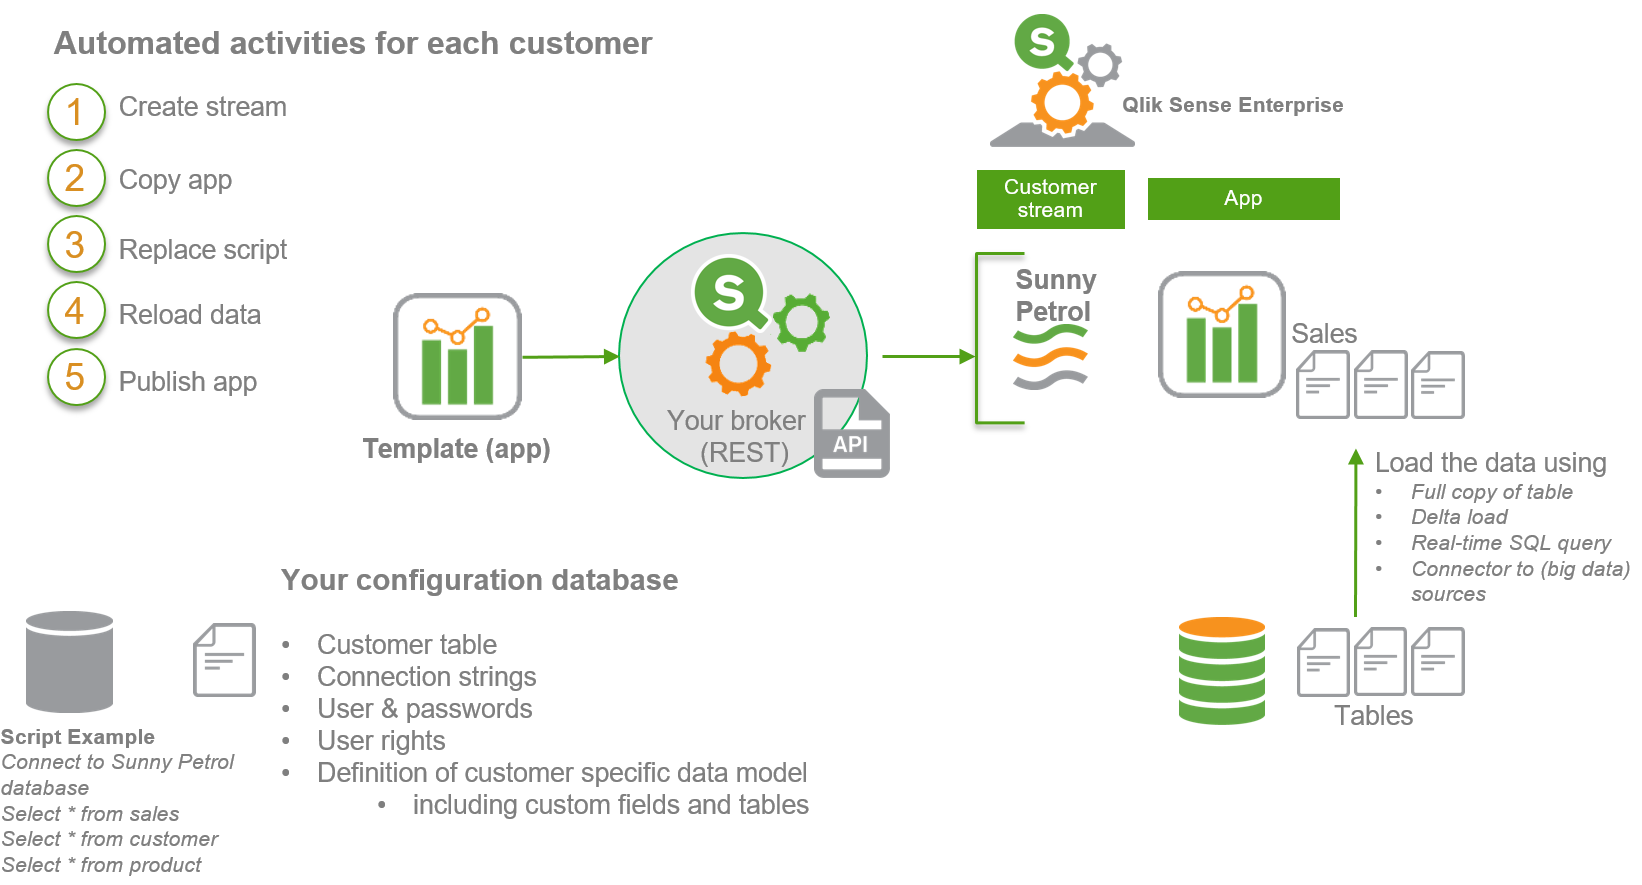 Automated activities for each customer
1 Create stream
2 Copy app
3 Replace script
4 Reload data
5 Publish app
Template (app)
S
Your broker
(REST)
API
S
Qlik Sense Enterprise
Customer
stream
App
Sunny
Petrol
Sales
Load the data using
• Full copy of table
• Delta load
• Real-time SQL query
• Connector to (big data)
sources
Tables
Your configuration database
• Customer table
• Connection strings
• User & passwords
• User rights
• Definition of customer specific data model
• including custom fields and tables
Script Example
Connect to Sunny Petrol
database
Select * from sales
Select * from customer
Select * from product